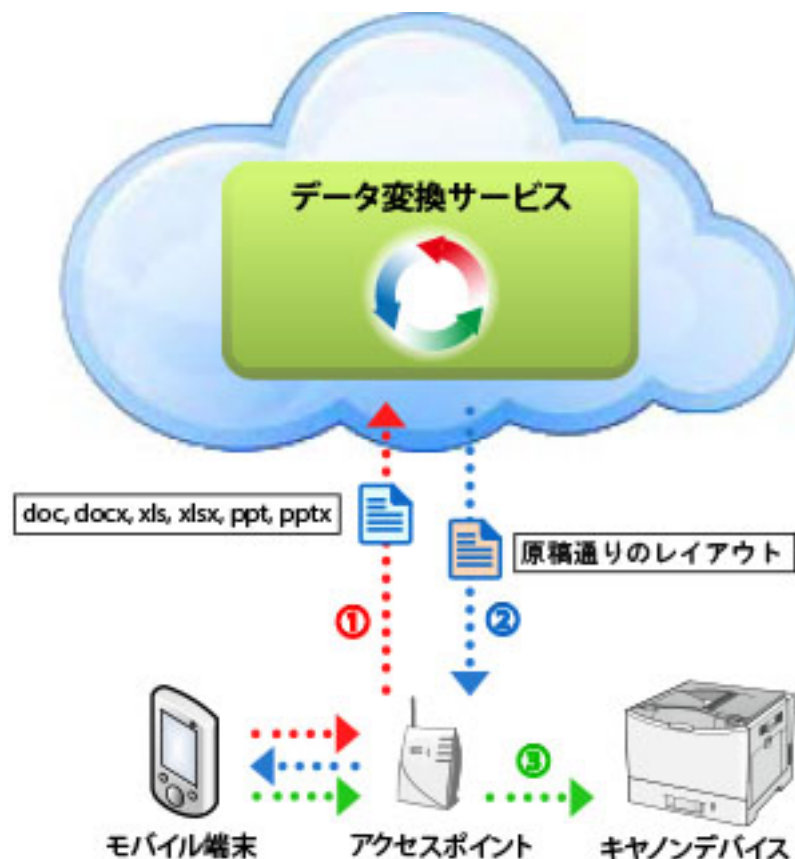 データ変換サービス
doc, docx, xls, xlsx, ppt, pptx
原稿通りのレイアウト
①
②
③
モバイル端末
アクセスポイント
キヤノンデバイス